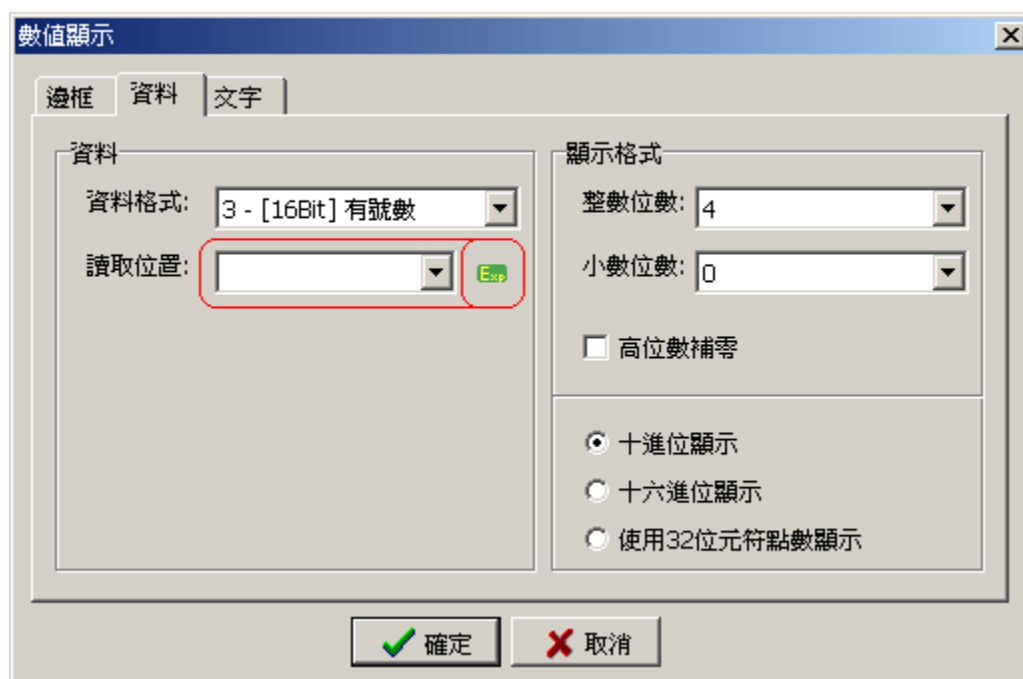 數值顯示
邊框 資料 文字
資料
資料格式: 3 - [16Bit] 有號數
讀取位置: Exp
顯示格式
整數位數: 4
小數位數: 0
高位數補零
十進位顯示
十六進位顯示
使用32位元符點數顯示
確定 取消